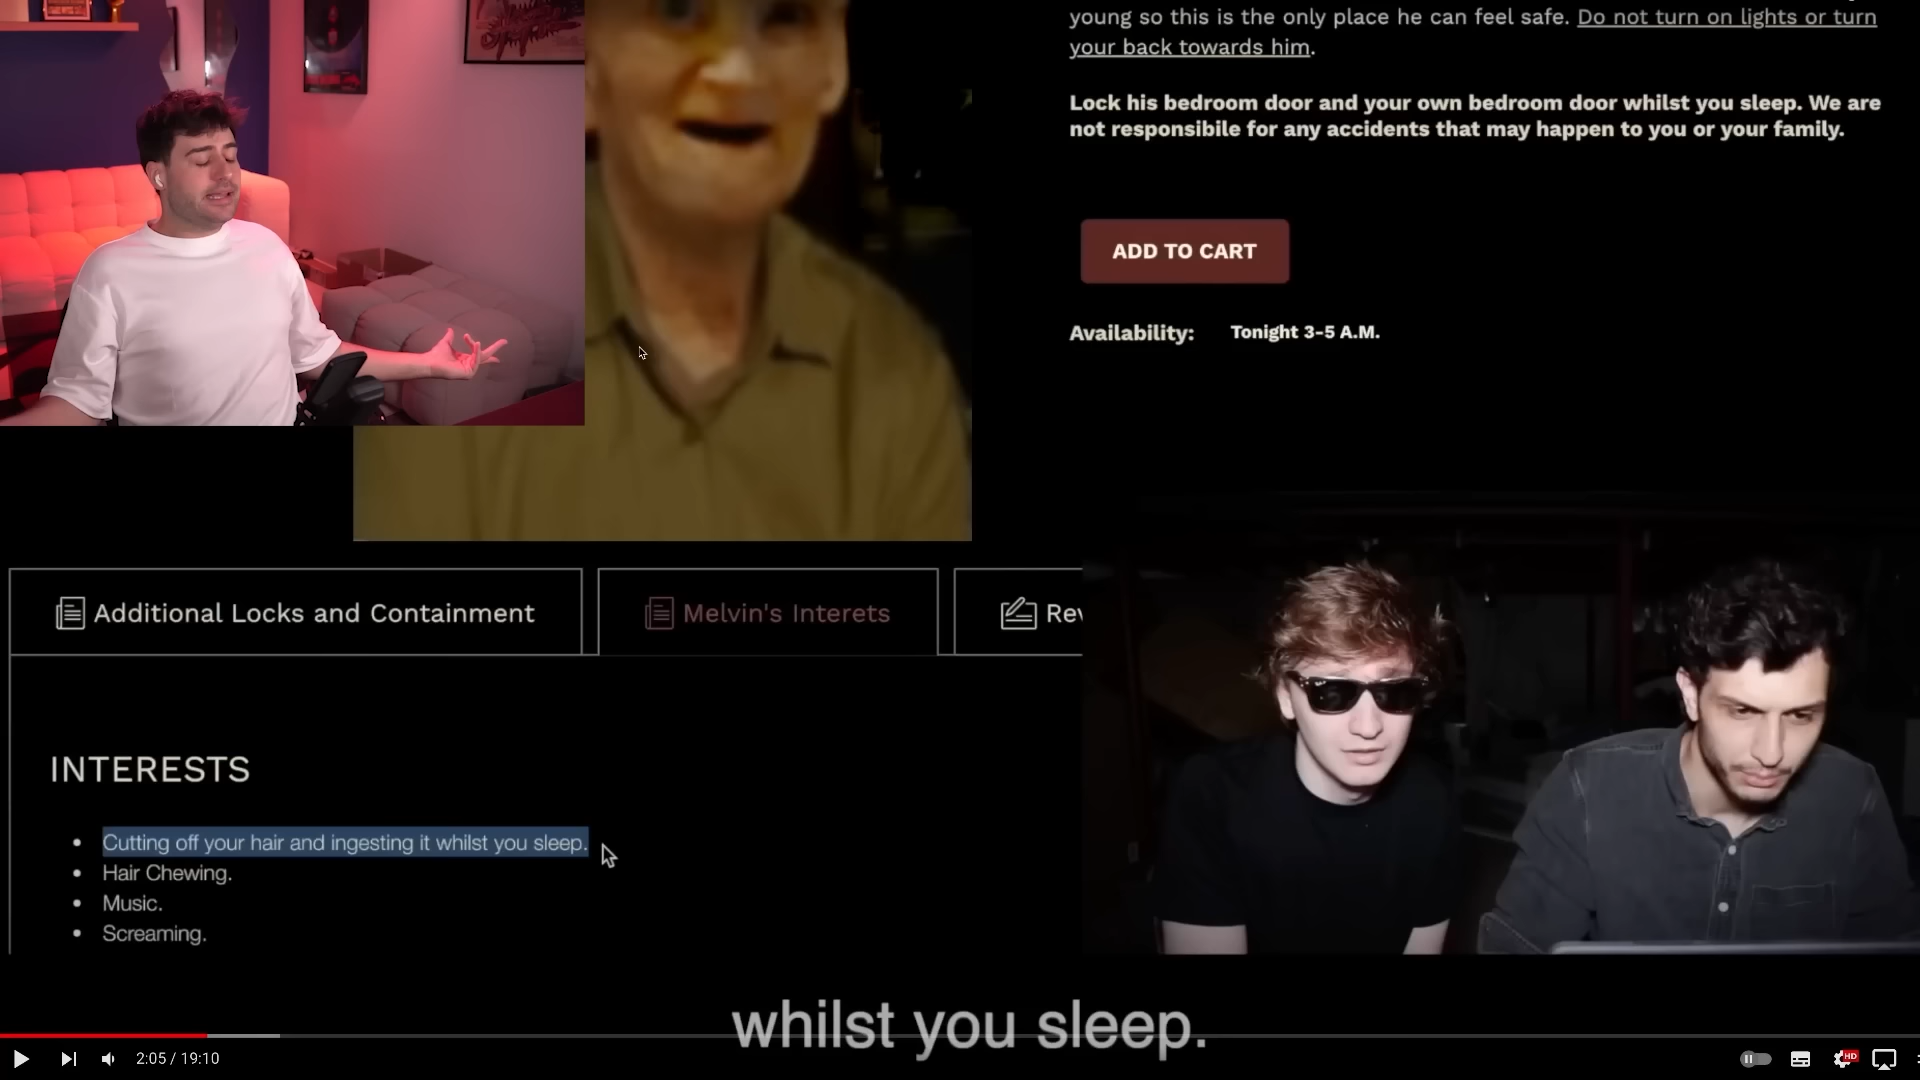 young so this is the only place he can feel safe. Do not turn on lights or turn
your back towards him.
Lock his bedroom door and your own bedroom door whilst you sleep. We are
not responsibile for any accidents that may happen to you or your family.
ADD TO CART
Availability: Tonight 3-5 A.M.
Additional Locks and Containment
Melvin's Interets
Rev
INTERESTS
• Cutting off your hair and ingesting it whilst you sleep.
• Hair Chewing.
• Music.
• Screaming.
whilst you sleep.
2:05 / 19:10
HD